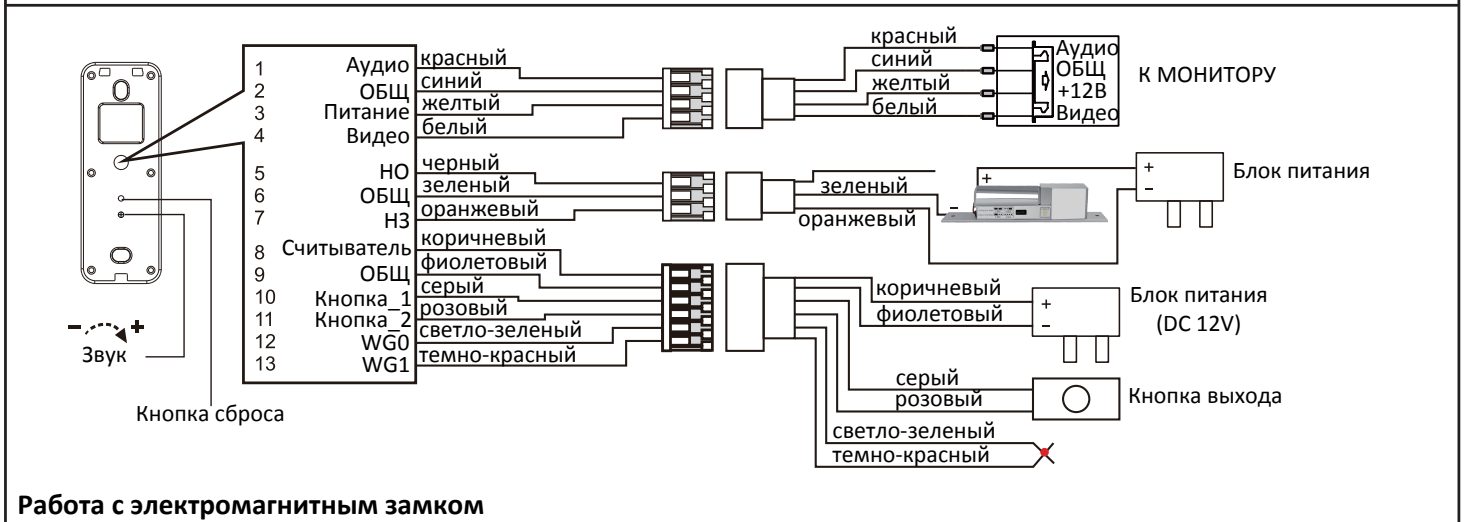 1 Аудио красный
2 ОБЩ синий
3 Питание желтый
4 Видео белый
5 НО черный
6 ОБЩ зеленый
7 НЗ оранжевый
8 Считыватель коричневый
9 ОБЩ фиолетовый
10 Кнопка_1 серый
11 Кнопка_2 розовый
12 WG0 светло-зеленый
13 WG1 темно-красный
красный Аудио
синий ОБЩ
желтый +12В
белый Видео
К МОНИТОРУ
зеленый
оранжевый
- +
+
-
Блок питания
коричневый
фиолетовый
+
-
Блок питания
(DC 12V)
серый
розовый
Кнопка выхода
светло-зеленый
темно-красный
- +
Звук
Кнопка сброса
Работа с электромагнитным замком